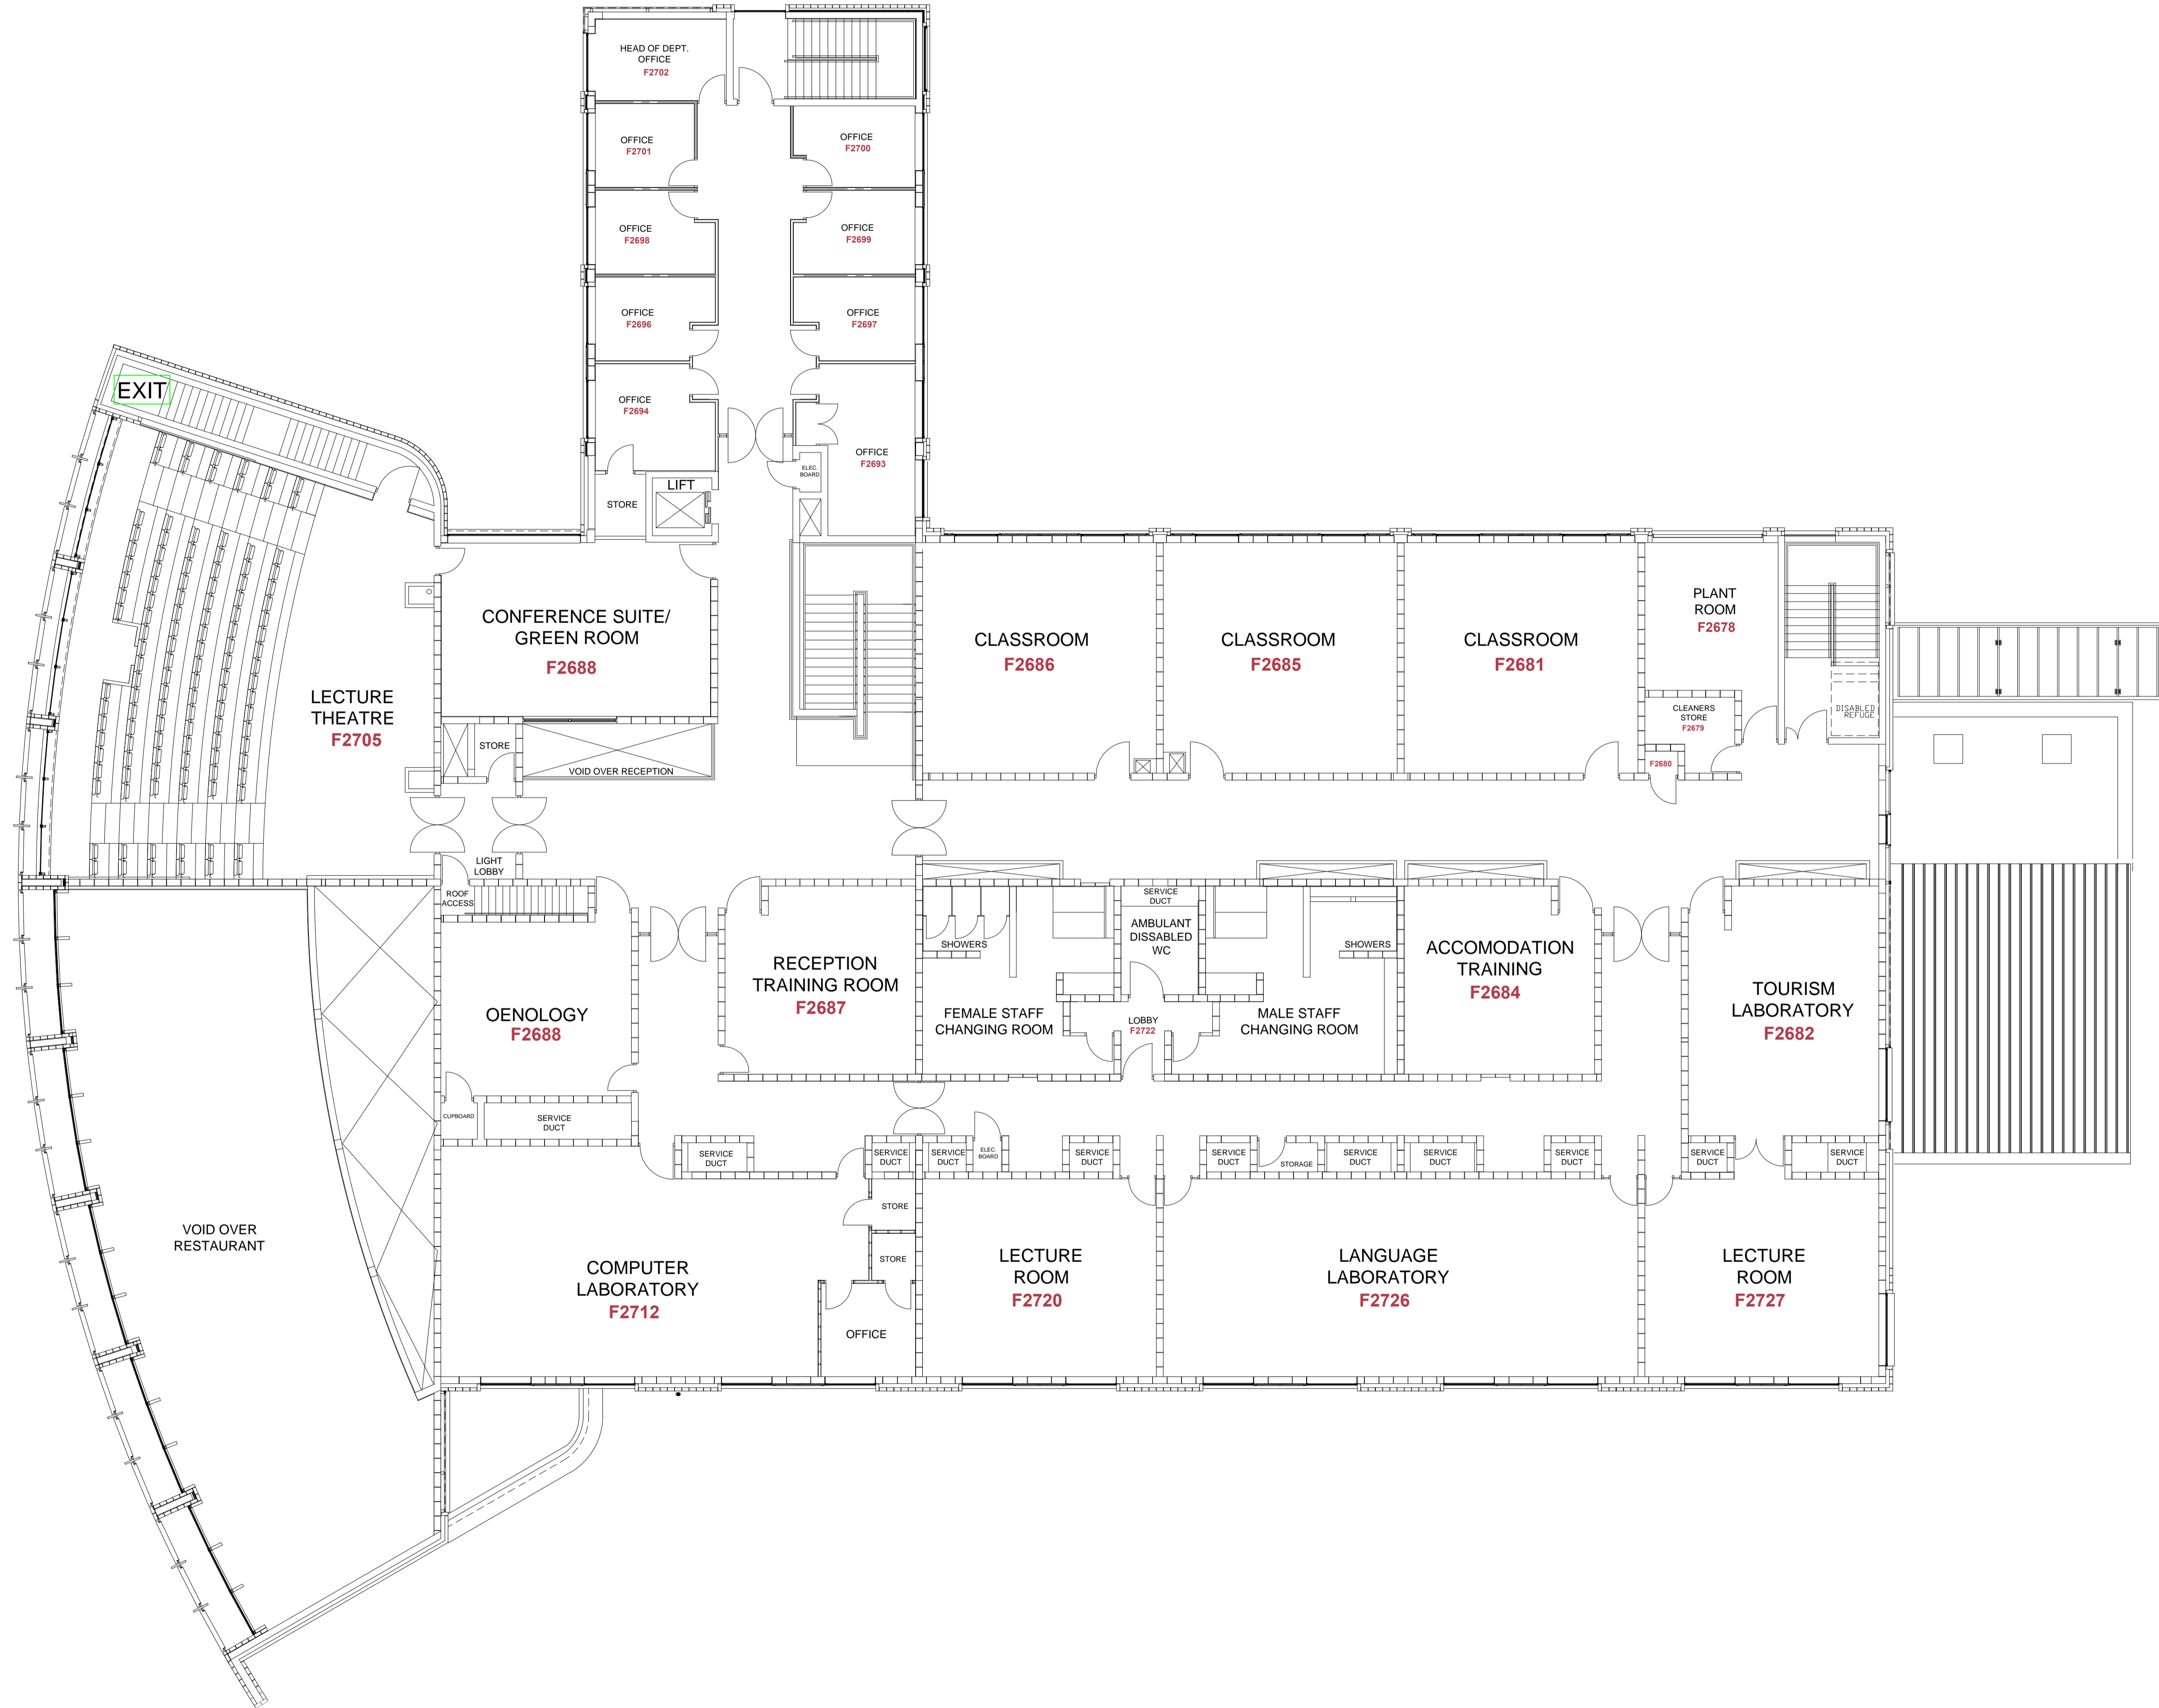 HEAD OF DEPT.
OFFICE
F2702
OFFICE
F2701
OFFICE
F2700
OFFICE
F2698
OFFICE
F2699
OFFICE
F2696
OFFICE
F2697
EXIT
OFFICE
F2694
OFFICE
F2693
ELEC.
BOARD
LIFT
STORE
CONFERENCE SUITE/
GREEN ROOM
F2688
LECTURE
THEATRE
F2705
STORE
VOID OVER RECEPTION
CLASSROOM
F2686
CLASSROOM
F2685
CLASSROOM
F2681
PLANT
ROOM
F2678
CLEANERS
STORE
F2679
F2680
DISABLED
REFUGE
LIGHT
LOBBY
ROOF
ACCESS
OENOLOGY
F2688
RECEPTION
TRAINING ROOM
F2687
SHOWERS
FEMALE STAFF
CHANGING ROOM
SERVICE
DUCT
AMBULANT
DISSABLED
WC
LOBBY
F2722
SHOWERS
MALE STAFF
CHANGING ROOM
ACCOMODATION
TRAINING
F2684
TOURISM
LABORATORY
F2682
CUPBOARD
SERVICE
DUCT
SERVICE
DUCT
SERVICE
DUCT
SERVICE
DUCT
ELEC.
BOARD
SERVICE
DUCT
SERVICE
DUCT
STORAGE
SERVICE
DUCT
SERVICE
DUCT
SERVICE
DUCT
SERVICE
DUCT
SERVICE
DUCT
VOID OVER
RESTAURANT
COMPUTER
LABORATORY
F2712
STORE
STORE
OFFICE
LECTURE
ROOM
F2720
LANGUAGE
LABORATORY
F2726
LECTURE
ROOM
F2727